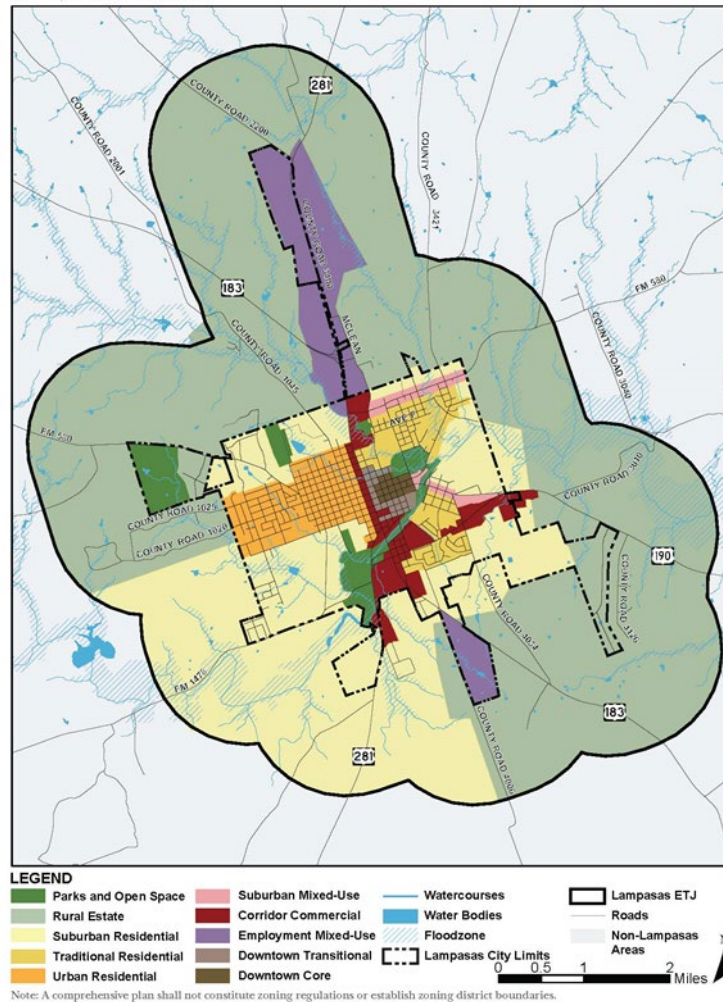 281
COUNTY ROAD 2200
COUNTY ROAD 2001
COUNTY ROAD 3421
183
MCLEAN
FM 580
COUNTY ROAD 3040
COUNTY ROAD 1045
AVE F
FM 580
COUNTY ROAD 3010
COUNTY ROAD 1025
COUNTY ROAD 1020
190
COUNTY ROAD 3126
FM 1478
183
281
LEGEND
Parks and Open Space
Rural Estate
Suburban Residential
Traditional Residential
Urban Residential
Suburban Mixed-Use
Corridor Commercial
Employment Mixed-Use
Downtown Transitional
Downtown Core
Watercourses
Water Bodies
Floodzone
Lampasas City Limits
Lampasas ETJ
Roads
Non-Lampasas
Areas
0 0.5 1 2
Miles
Note: A comprehensive plan shall not constitute zoning regulations or establish zoning district boundaries.